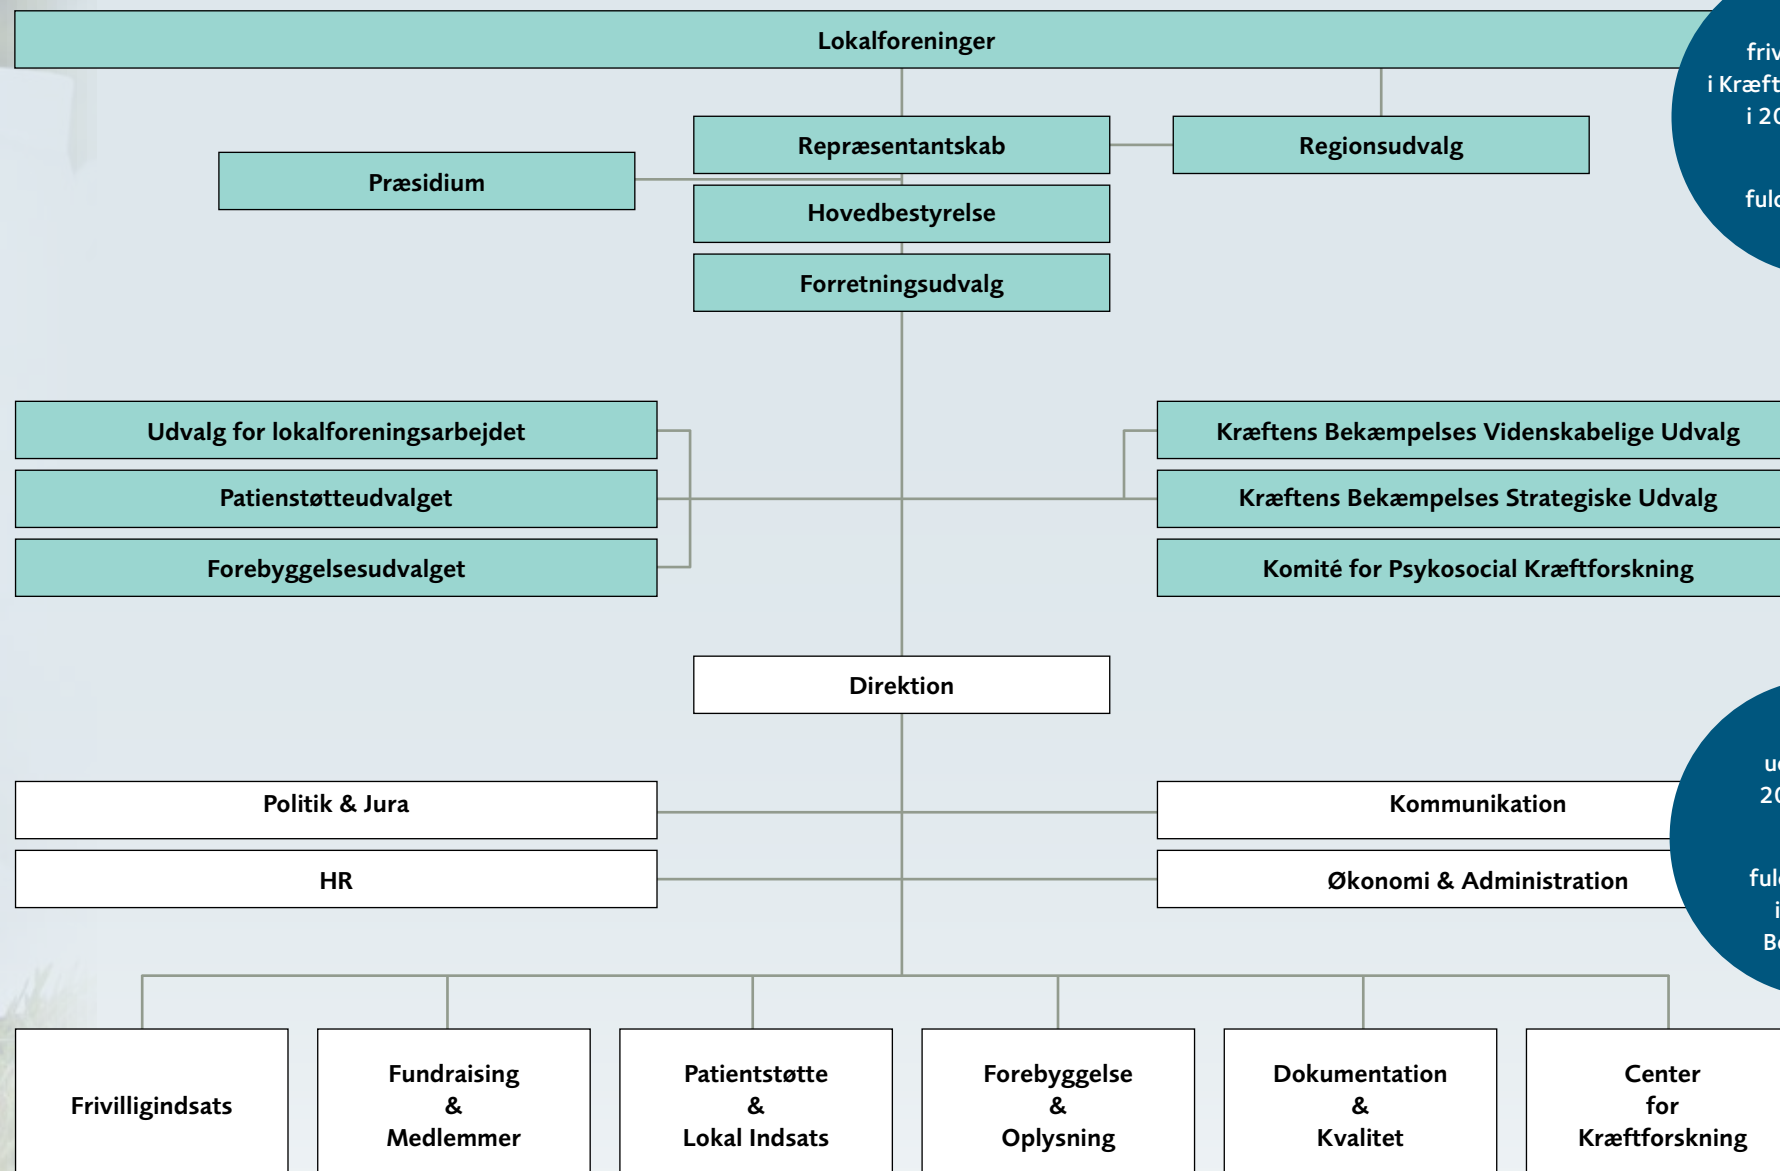 Lokalforeninger
Repræsentantskab
Regionsudvalg
Præsidium
Hovedbestyrelse
Forretningsudvalg
Udvalg for lokalforeningsarbejdet
Patienstøtteudvalget
Forebyggelsesudvalget
Kræftens Bekæmpelses Videnskabelige Udvalg
Kræftens Bekæmpelses Strategiske Udvalg
Komité for Psykosocial Kræftforskning
Direktion
Politik & Jura
Kommunikation
HR
Økonomi & Administration
Frivilligindsats
Fundraising
&
Medlemmer
Patientstøtte
&
Lokal Indsats
Forebyggelse
&
Oplysning
Dokumentation
&
Kvalitet
Center
for
Kræftforskning
i
i